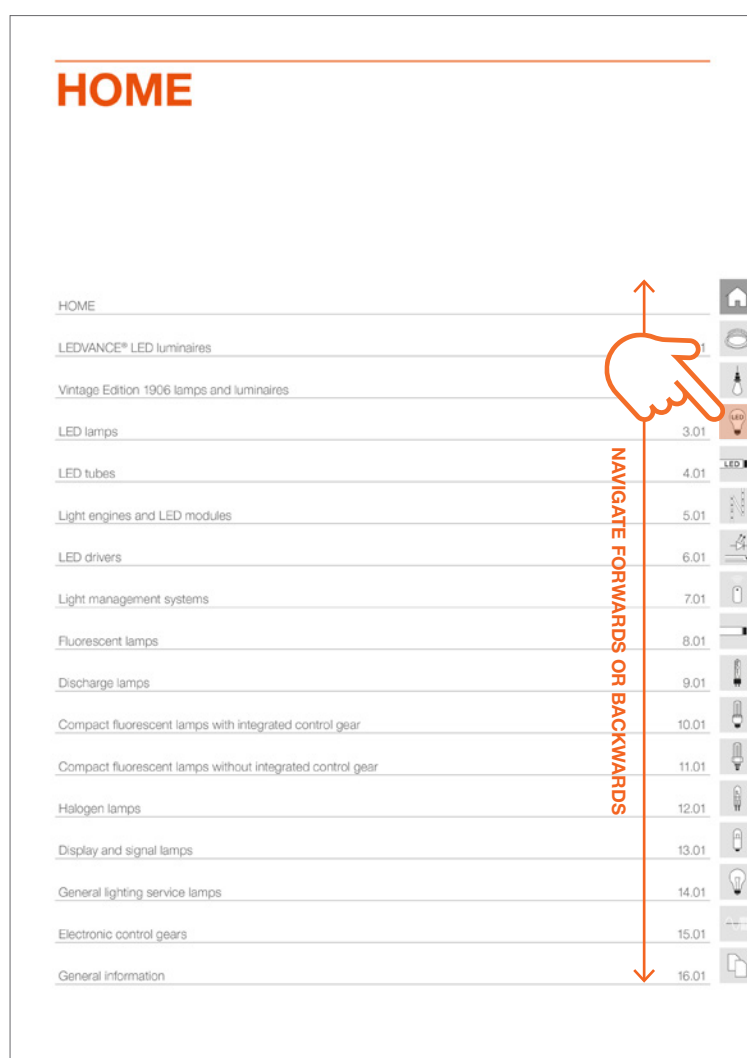 HOME
HOME
LEDVANCE® LED luminaires 1
Vintage Edition 1906 lamps and luminaires
LED lamps 3.01
LED tubes 4.01
Light engines and LED modules 5.01
LED drivers 6.01
Light management systems 7.01
Fluorescent lamps 8.01
Discharge lamps 9.01
Compact fluorescent lamps with integrated control gear 10.01
Compact fluorescent lamps without integrated control gear 11.01
Halogen lamps 12.01
Display and signal lamps 13.01
General lighting service lamps 14.01
Electronic control gears 15.01
General information 16.01
NAVIGATE FORWARDS OR BACKWARDS
LED
LED